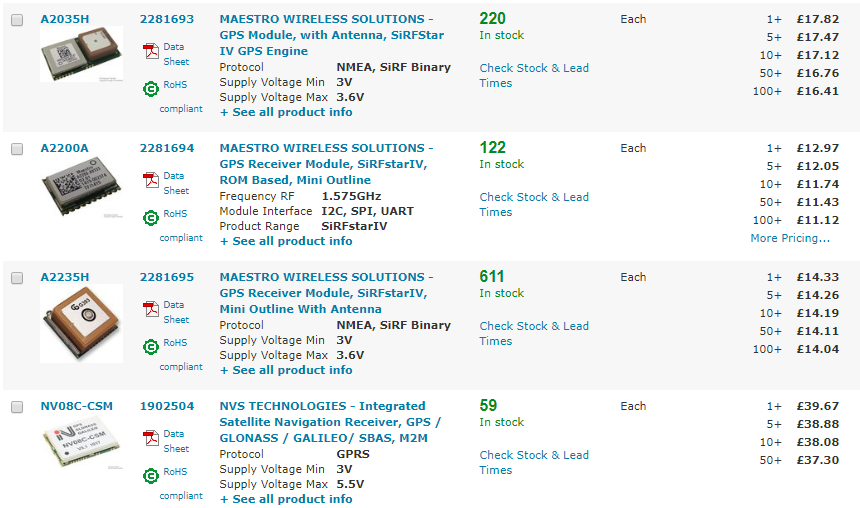 A2035H 2281693 MAESTRO WIRELESS SOLUTIONS - 220 Each 1+ £17.82
GPS Module, with Antenna, SiRFStar In stock 5+ £17.47
Data IV GPS Engine 10+ £17.12
Sheet Protocol NMEA, SiRF Binary Check Stock & Lead 50+ £16.76
RoHS Supply Voltage Min 3V Times 100+ £16.41
Supply Voltage Max 3.6V
compliant + See all product info
A2200A 2281694 MAESTRO WIRELESS SOLUTIONS - 122 Each 1+ £12.97
GPS Receiver Module, SiRFstarIV, In stock 5+ £12.05
Data ROM Based, Mini Outline 10+ £11.74
Sheet Frequency RF 1.575GHz Check Stock & Lead 50+ £11.43
RoHS Module Interface I2C, SPI, UART Times 100+ £11.12
Product Range SiRFstarIV
compliant + See all product info More Pricing...
A2235H 2281695 MAESTRO WIRELESS SOLUTIONS - 611 Each 1+ £14.33
GPS Receiver Module, SiRFstarIV, In stock 5+ £14.26
Data Mini Outline With Antenna 10+ £14.19
Sheet Protocol NMEA, SiRF Binary Check Stock & Lead 50+ £14.11
RoHS Supply Voltage Min 3V Times 100+ £14.04
Supply Voltage Max 3.6V
compliant + See all product info
NV08C-CSM 1902504 NVS TECHNOLOGIES - Integrated 59 Each 1+ £39.67
Satellite Navigation Receiver, GPS / In stock 5+ £38.88
Data GLONASS / GALILEO/ SBAS, M2M 10+ £38.08
Sheet Protocol GPRS Check Stock & Lead 50+ £37.30
NV08C-CSM
RoHS Supply Voltage Min 3V Times
Supply Voltage Max 5.5V
compliant + See all product info